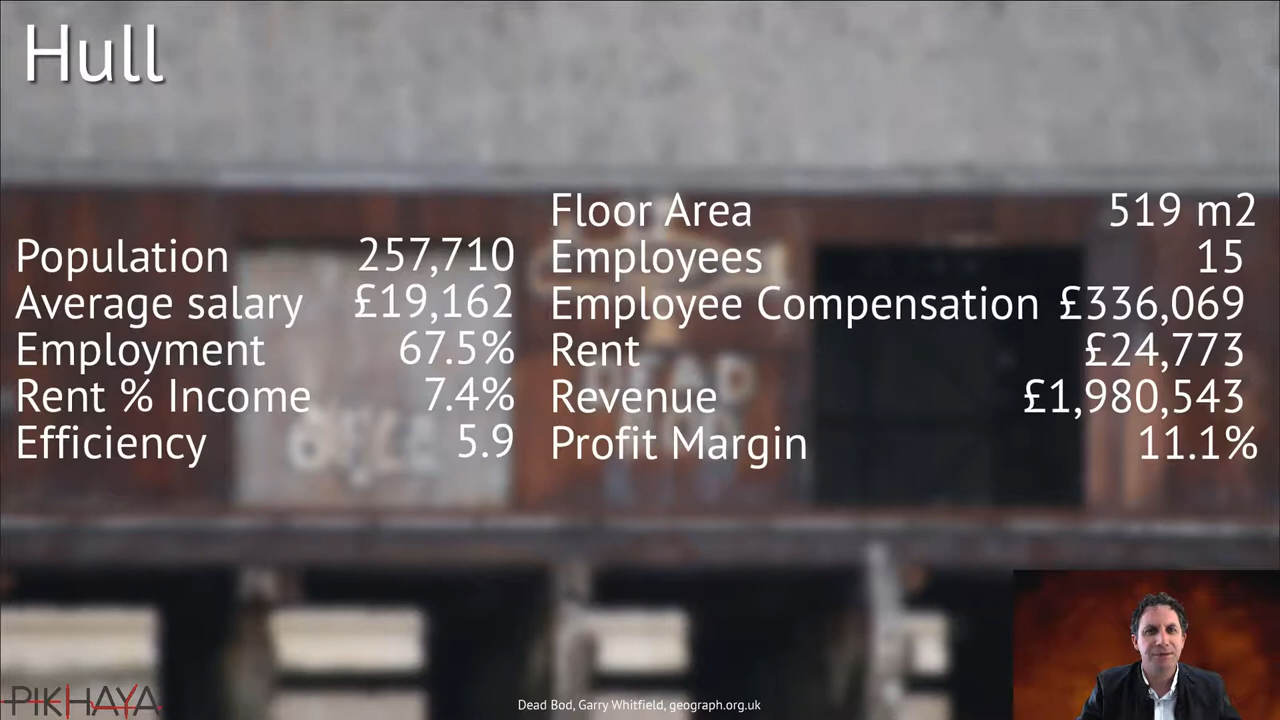 Hull
Population 257,710
Average salary £19,162
Employment 67.5%
Rent % Income 7.4%
Efficiency 5.9
Floor Area 519 m2
Employees 15
Employee Compensation £336,069
Rent £24,773
Revenue £1,980,543
Profit Margin 11.1%
PIKHAYA
Dead Bod, Garry Whitfield, geograph.org.uk